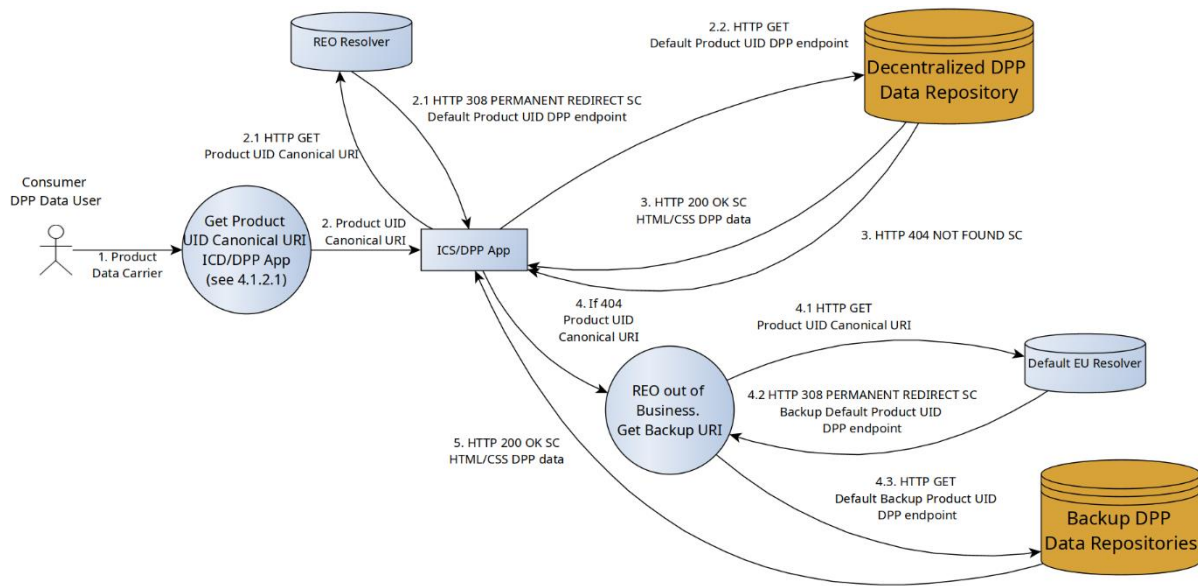 REO Resolver
2.2. HTTP GET
Default Product UID DPP endpoint
Decentralized DPP
Data Repository
2.1 HTTP 308 PERMANENT REDIRECT SC
Default Product UID DPP endpoint
2.1 HTTP GET
Product UID Canonical URI
Consumer
DPP Data User
1. Product
Data Carrier
Get Product
UID Canonical URI
ICD/DPP App
(see 4.1.2.1)
2. Product UID
Canonical URI
ICS/DPP App
3. HTTP 200 OK SC
HTML/CSS DPP data
3. HTTP 404 NOT FOUND SC
4. If 404
Product UID
Canonical URI
4.1 HTTP GET
Product UID Canonical URI
Default EU Resolver
REO out of
Business.
Get Backup URI
4.2 HTTP 308 PERMANENT REDIRECT SC
Backup Default Product UID
DPP endpoint
5. HTTP 200 OK SC
HTML/CSS DPP data
4.3. HTTP GET
Default Backup Product UID
DPP endpoint
Backup DPP
Data Repositories